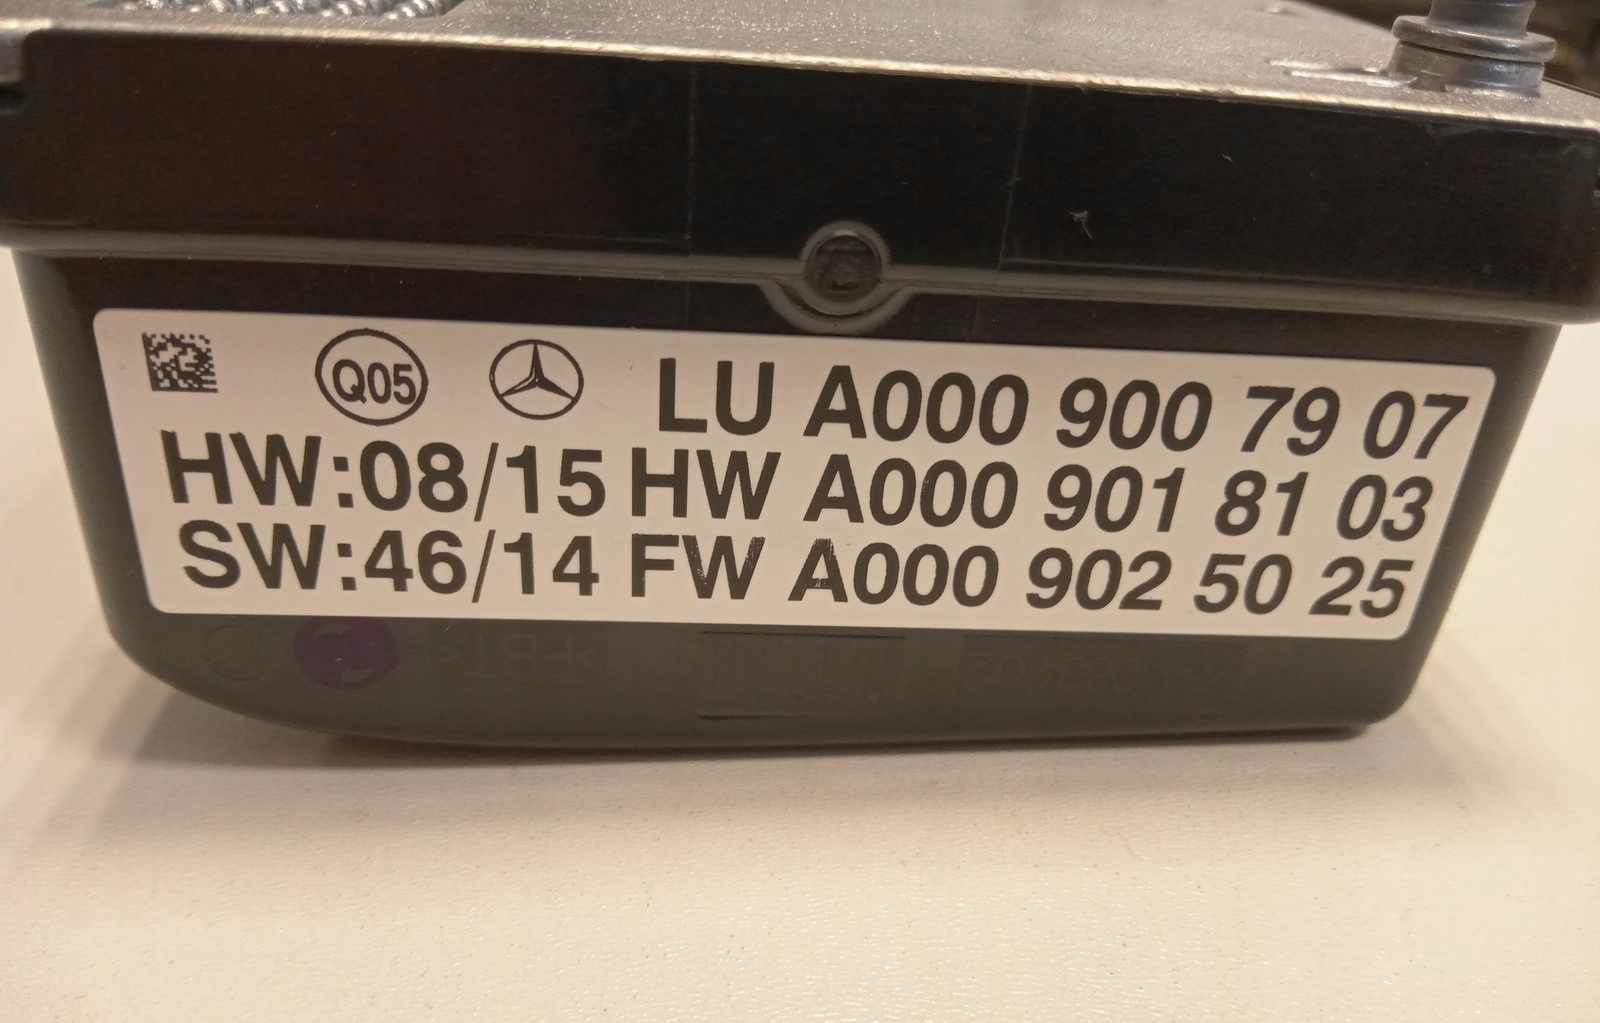 Q05 LU A000 900 79 07
HW:08/15 HW A000 901 81 03
SW:46/14 FW A000 902 50 25